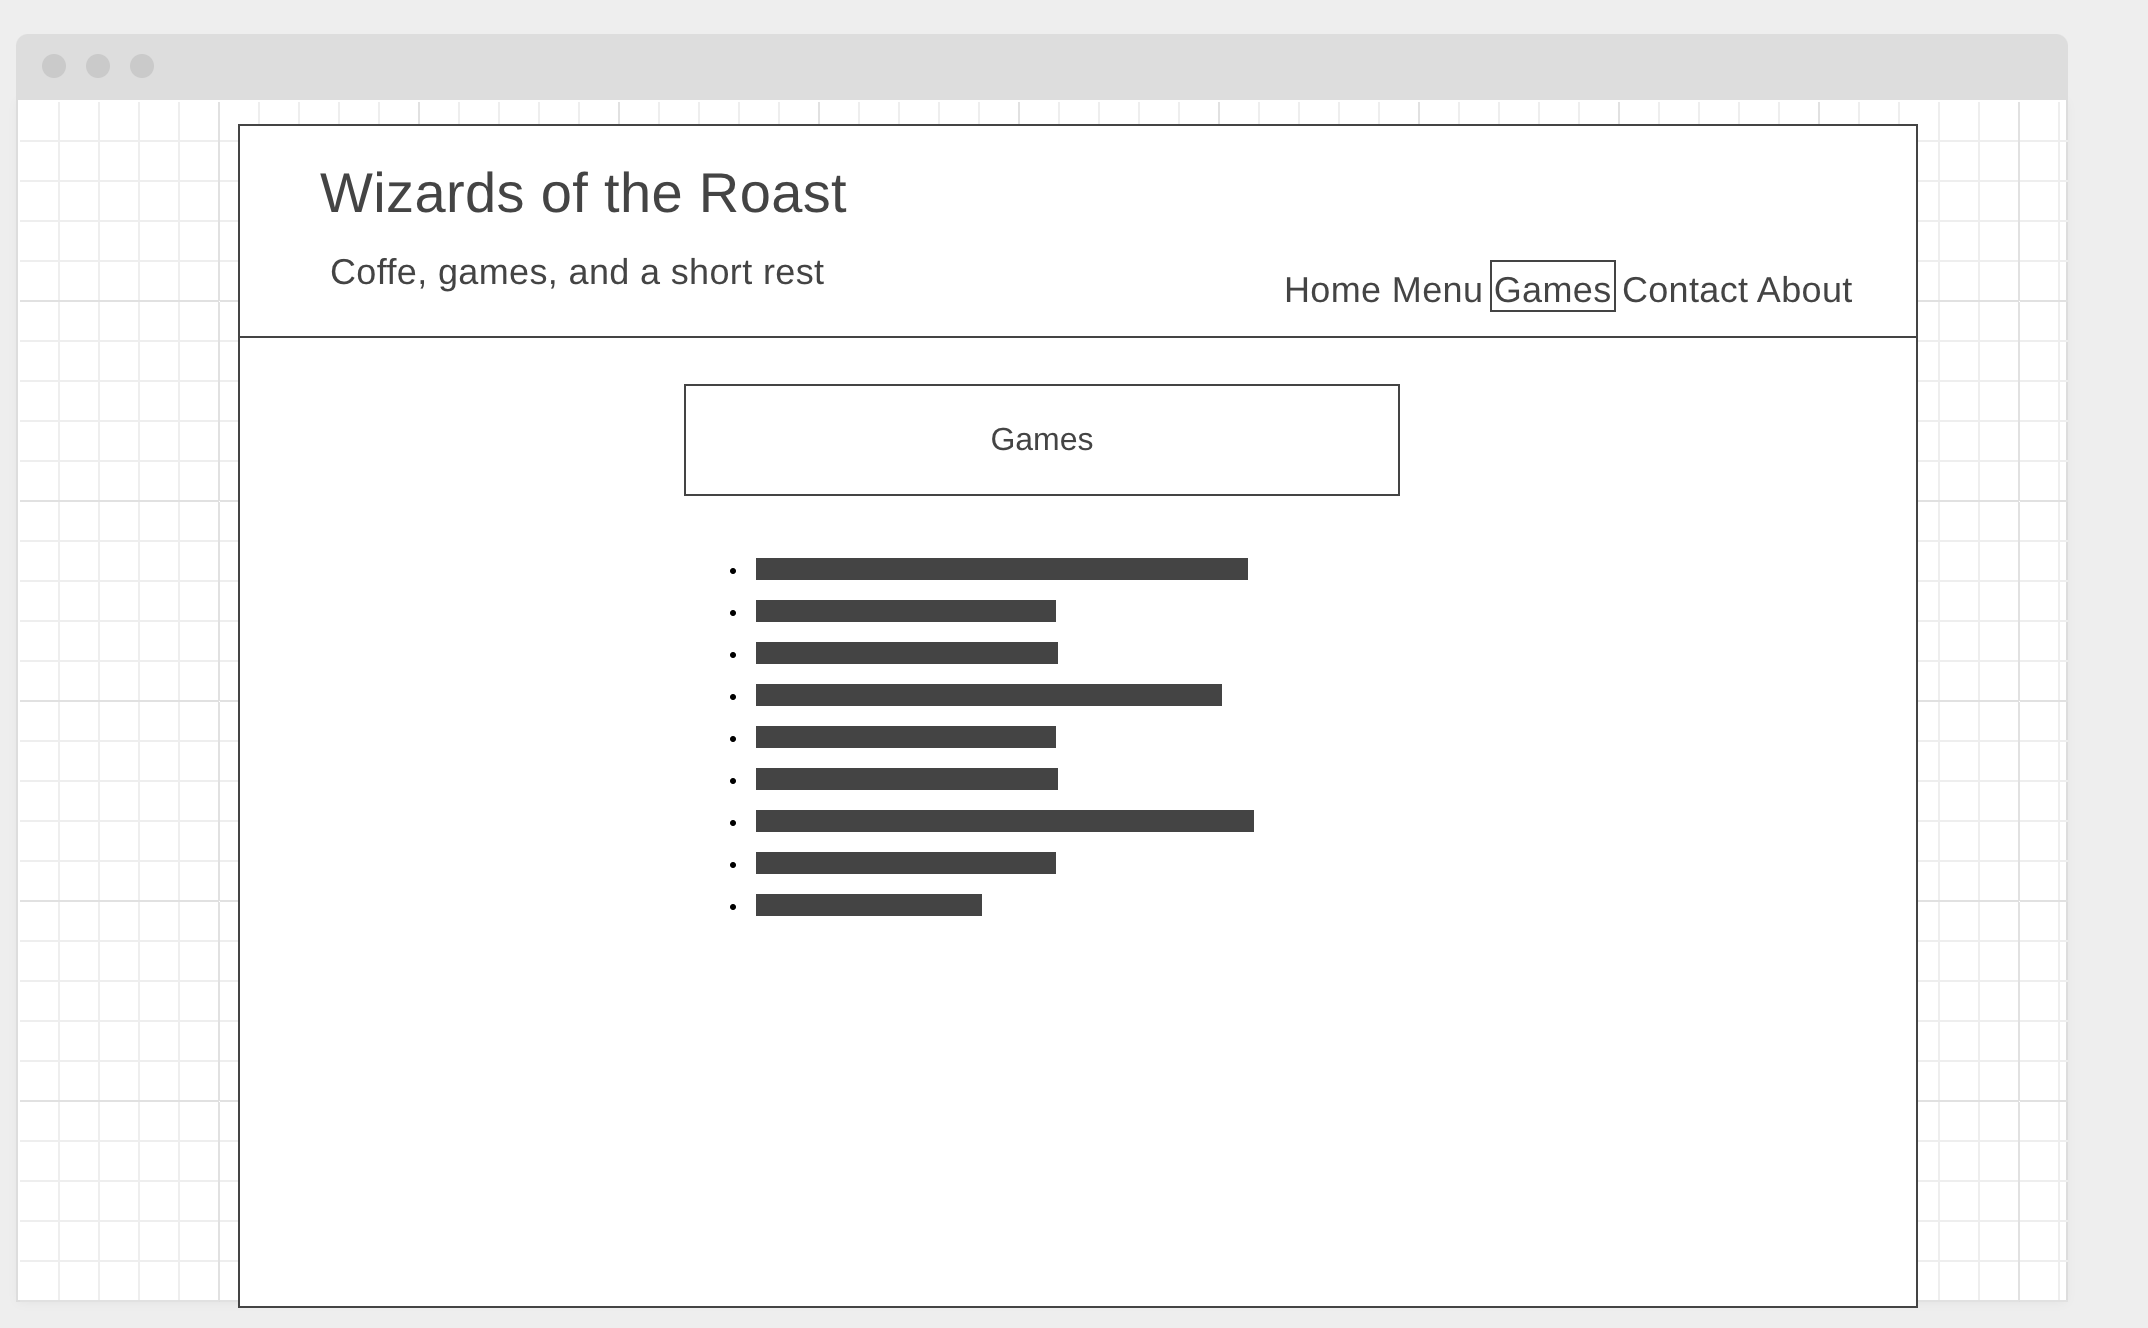 Wizards of the Roast
Coffe, games, and a short rest
Home Menu Games Contact About
Games